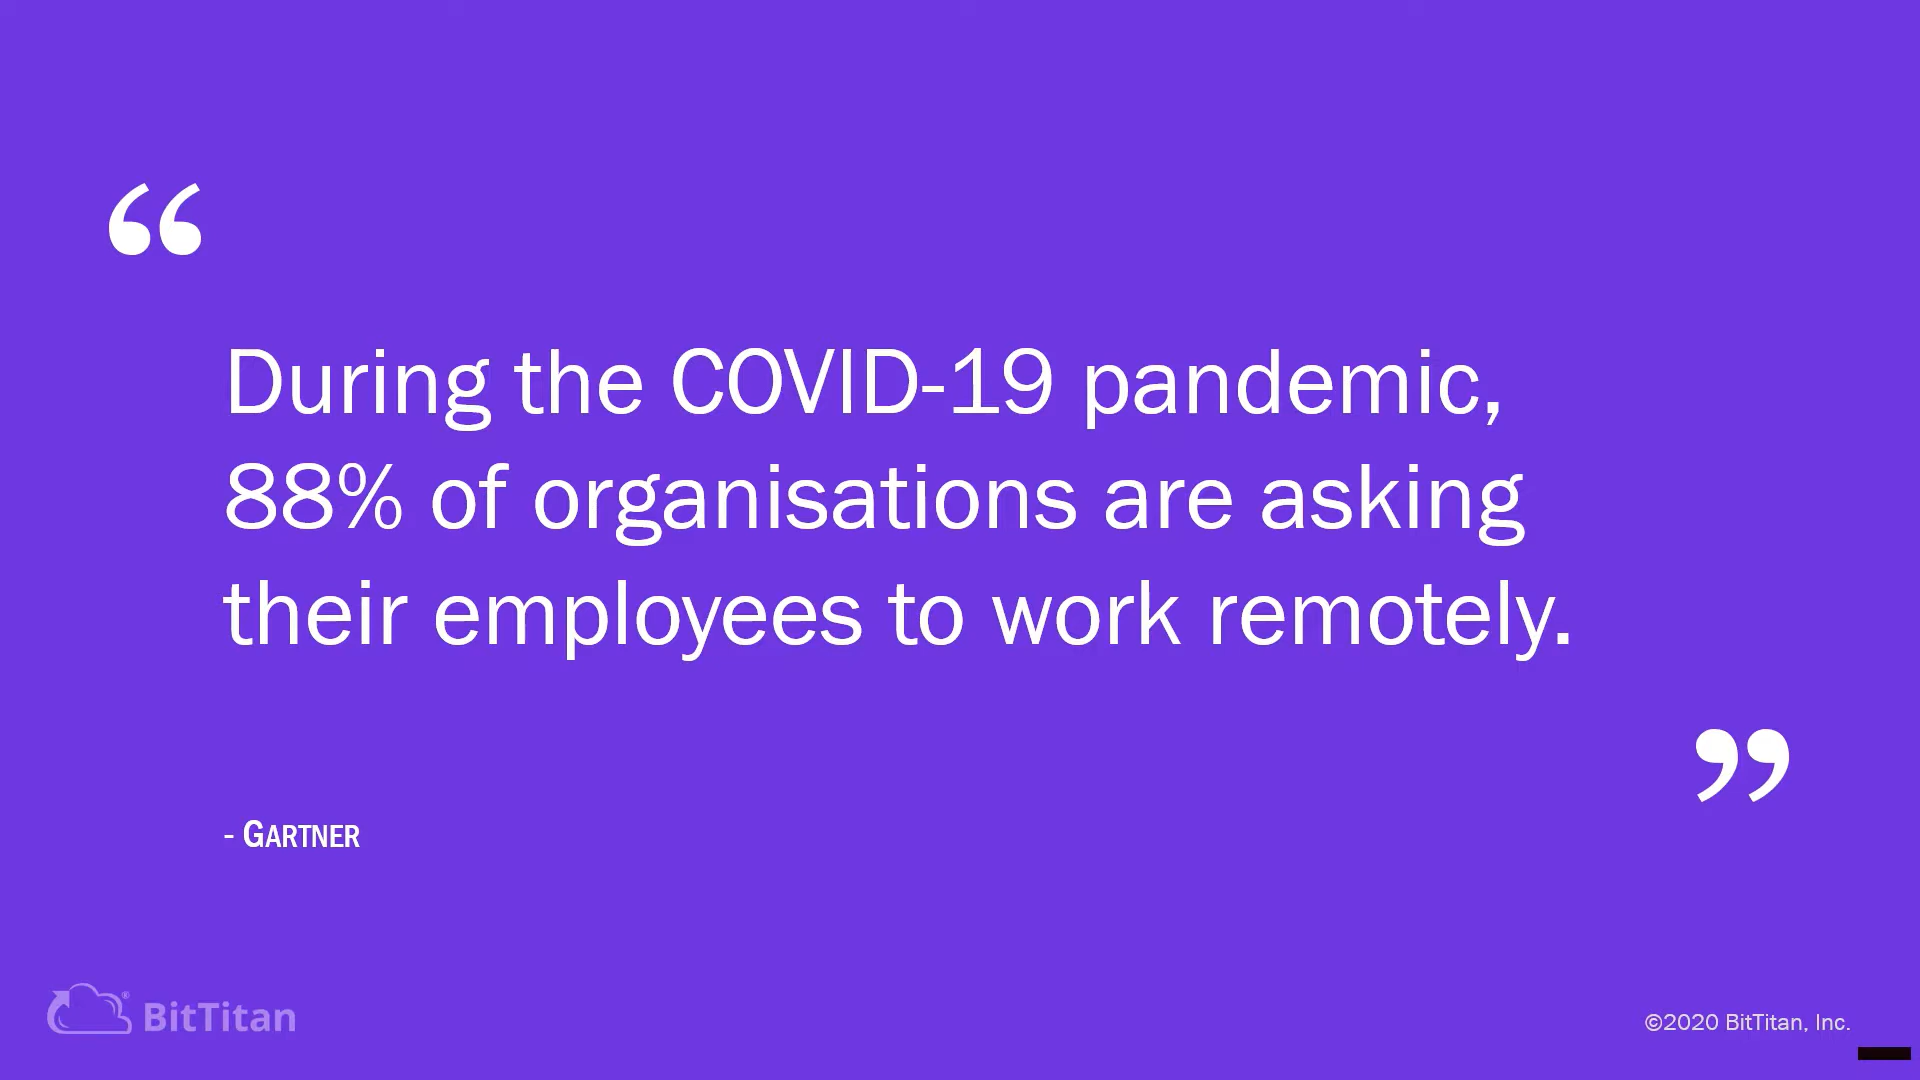 “
During the COVID-19 pandemic,
88% of organisations are asking
their employees to work remotely.
”
- GARTNER
BitTitan®
©2020 BitTitan, Inc.